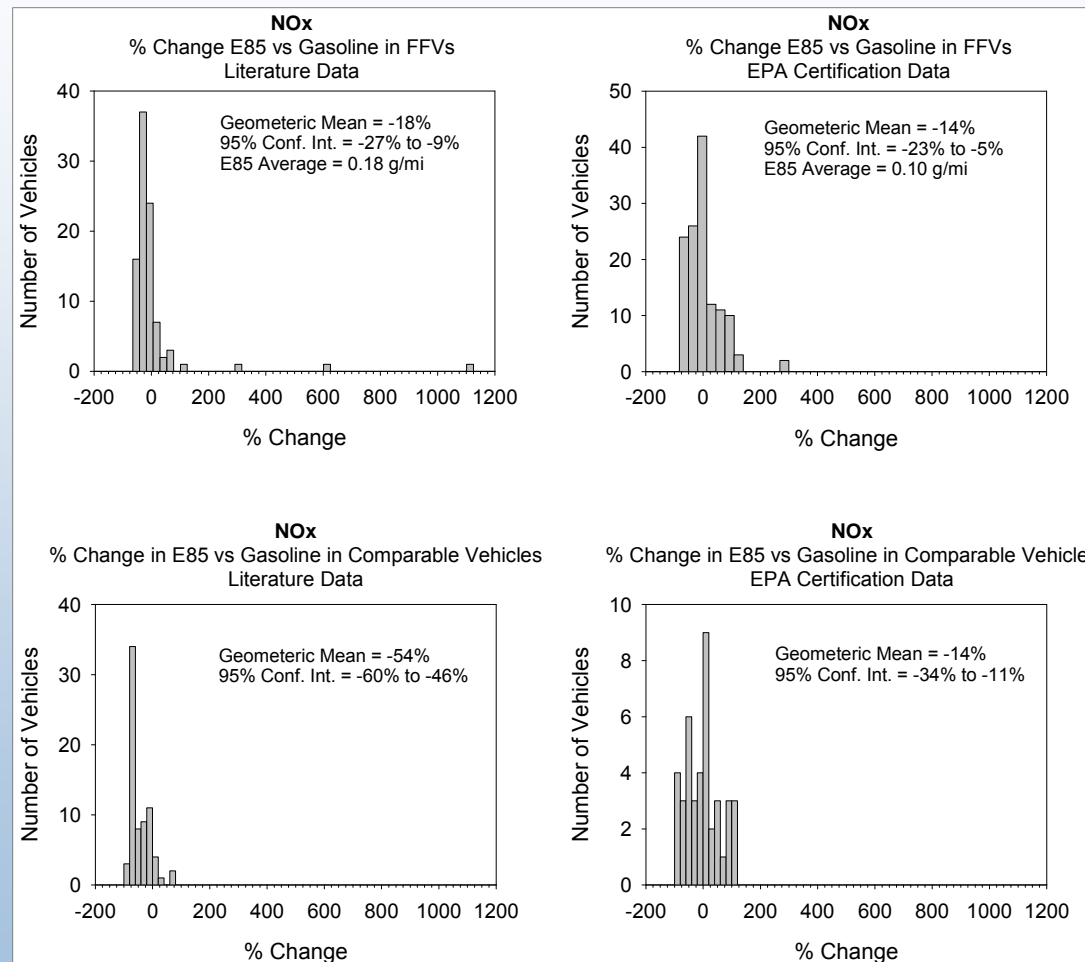 NOx
% Change E85 vs Gasoline in FFVs
Literature Data
40
30
20
10
0
Number of Vehicles
Geometeric Mean = -18%
95% Conf. Int. = -27% to -9%
E85 Average = 0.18 g/mi
-200 0 200 400 600 800 1000 1200
% Change
NOx
% Change E85 vs Gasoline in FFVs
EPA Certification Data
50
40
30
20
10
0
Number of Vehicles
Geometeric Mean = -14%
95% Conf. Int. = -23% to -5%
E85 Average = 0.10 g/mi
-200 0 200 400 600 800 1000 1200
% Change
NOx
% Change in E85 vs Gasoline in Comparable Vehicles
Literature Data
40
30
20
10
0
Number of Vehicles
Geometeric Mean = -54%
95% Conf. Int. = -60% to -46%
-200 0 200 400 600 800 1000 1200
% Change
NOx
% Change in E85 vs Gasoline in Comparable Vehicle
EPA Certification Data
10
8
6
4
2
0
Number of Vehicles
Geometeric Mean = -14%
95% Conf. Int. = -34% to -11%
-200 0 200 400 600 800 1000 1200
% Change